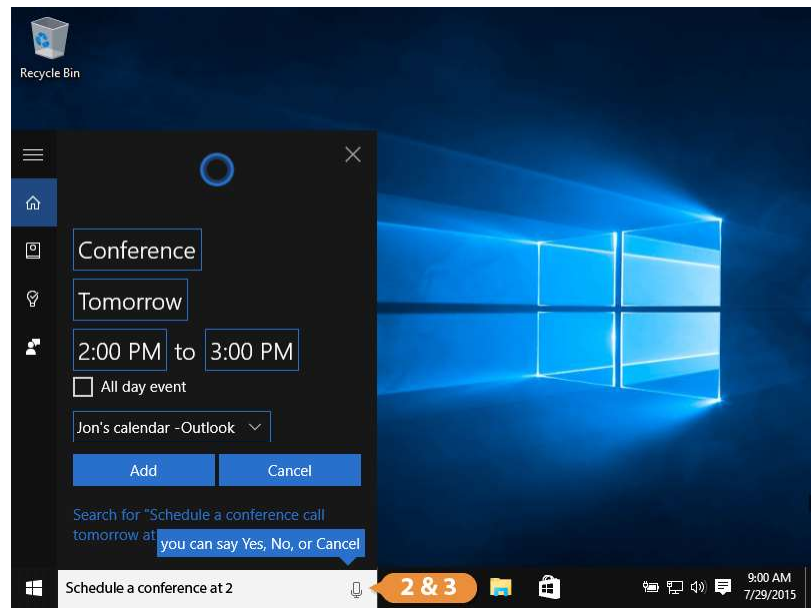 Recycle Bin
Conference
Tomorrow
2:00 PM to 3:00 PM
All day event
Jon's calendar -Outlook
Add Cancel
Search for "Schedule a conference call
tomorrow at
you can say Yes, No, or Cancel
Schedule a conference at 2
2 & 3
9:00 AM
7/29/2015